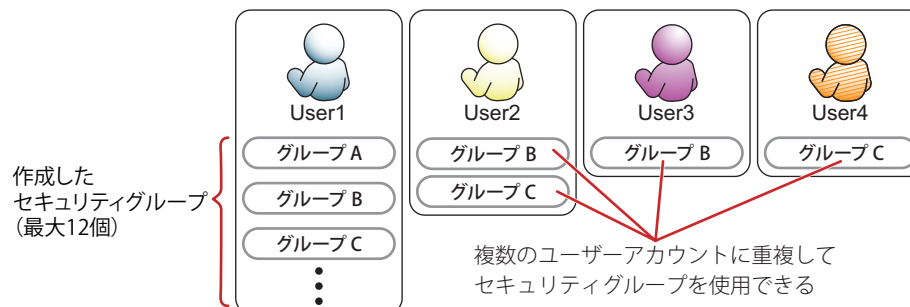 User1
User2
User3
User4
グループ A
グループ B
グループ B
グループ C
グループ B
グループ C
グループ C
作成した
セキュリティグループ
（最大12個）
複数のユーザーアカウントに重複して
セキュリティグループを使用できる